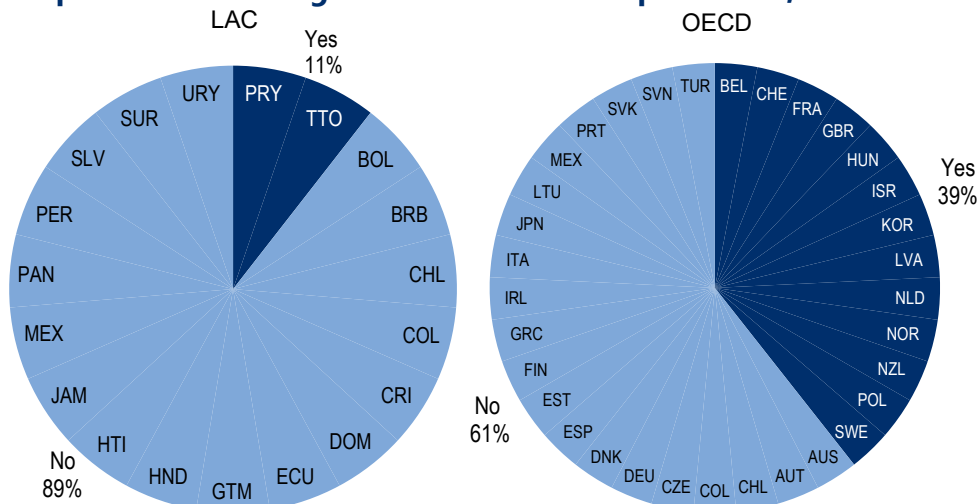 LAC
Yes
11%
PRY
TTO
BOL
BRB
CHL
COL
CRI
DOM
ECU
GTM
HND
HTI
JAM
MEX
PAN
PER
SLV
SUR
URY
No
89%
OECD
Yes
39%
BEL
CHE
FRA
GBR
HUN
ISR
KOR
LVA
NLD
NOR
NZL
POL
SWE
AUS
AUT
CHL
COL
CZE
DEU
DNK
ESP
EST
FIN
GRC
IRL
ITA
JPN
LTU
MEX
PRT
SVK
SVN
TUR
No
61%